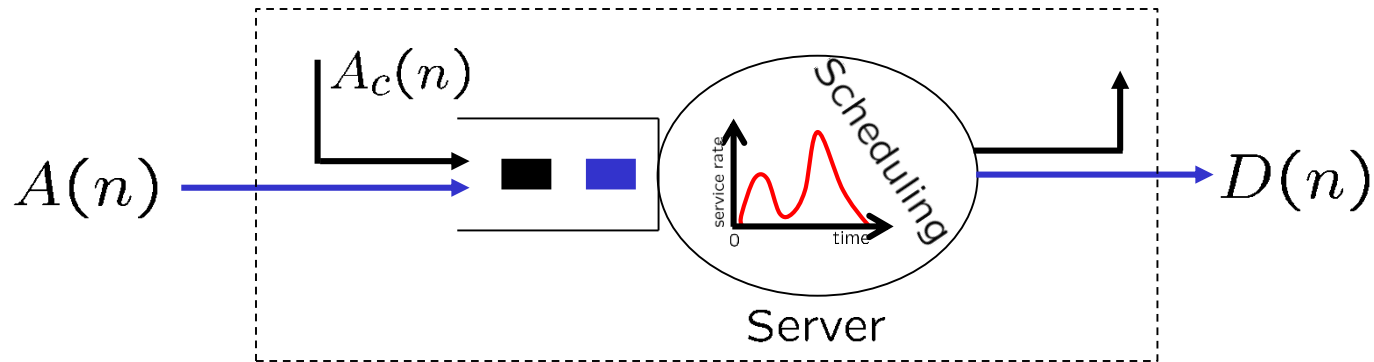 A_c(n)
A(n)
service rate
0
time
Scheduling
D(n)
Server